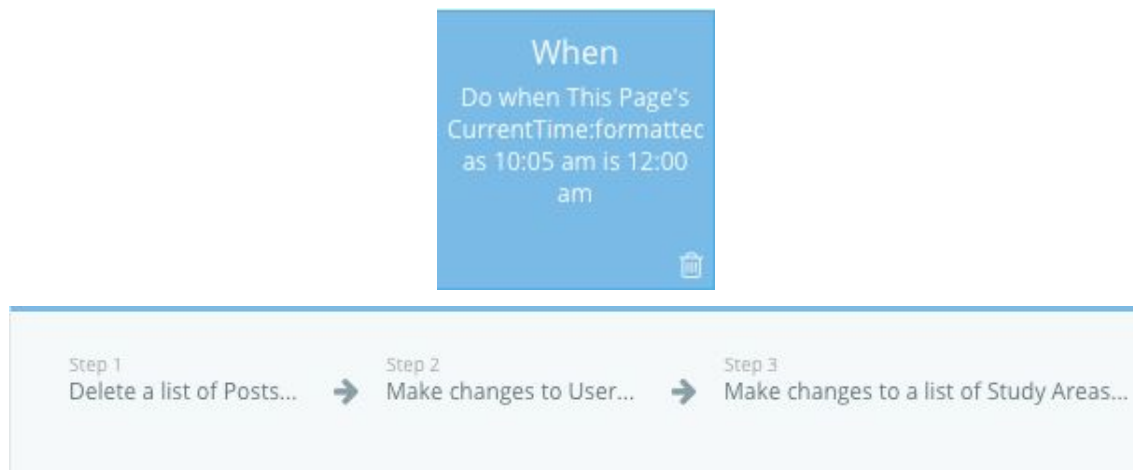 When
Do when This Page's
CurrentTime:formattec
as 10:05 am is 12:00
am
Step 1
Delete a list of Posts...
Step 2
Make changes to User...
Step 3
Make changes to a list of Study Areas...